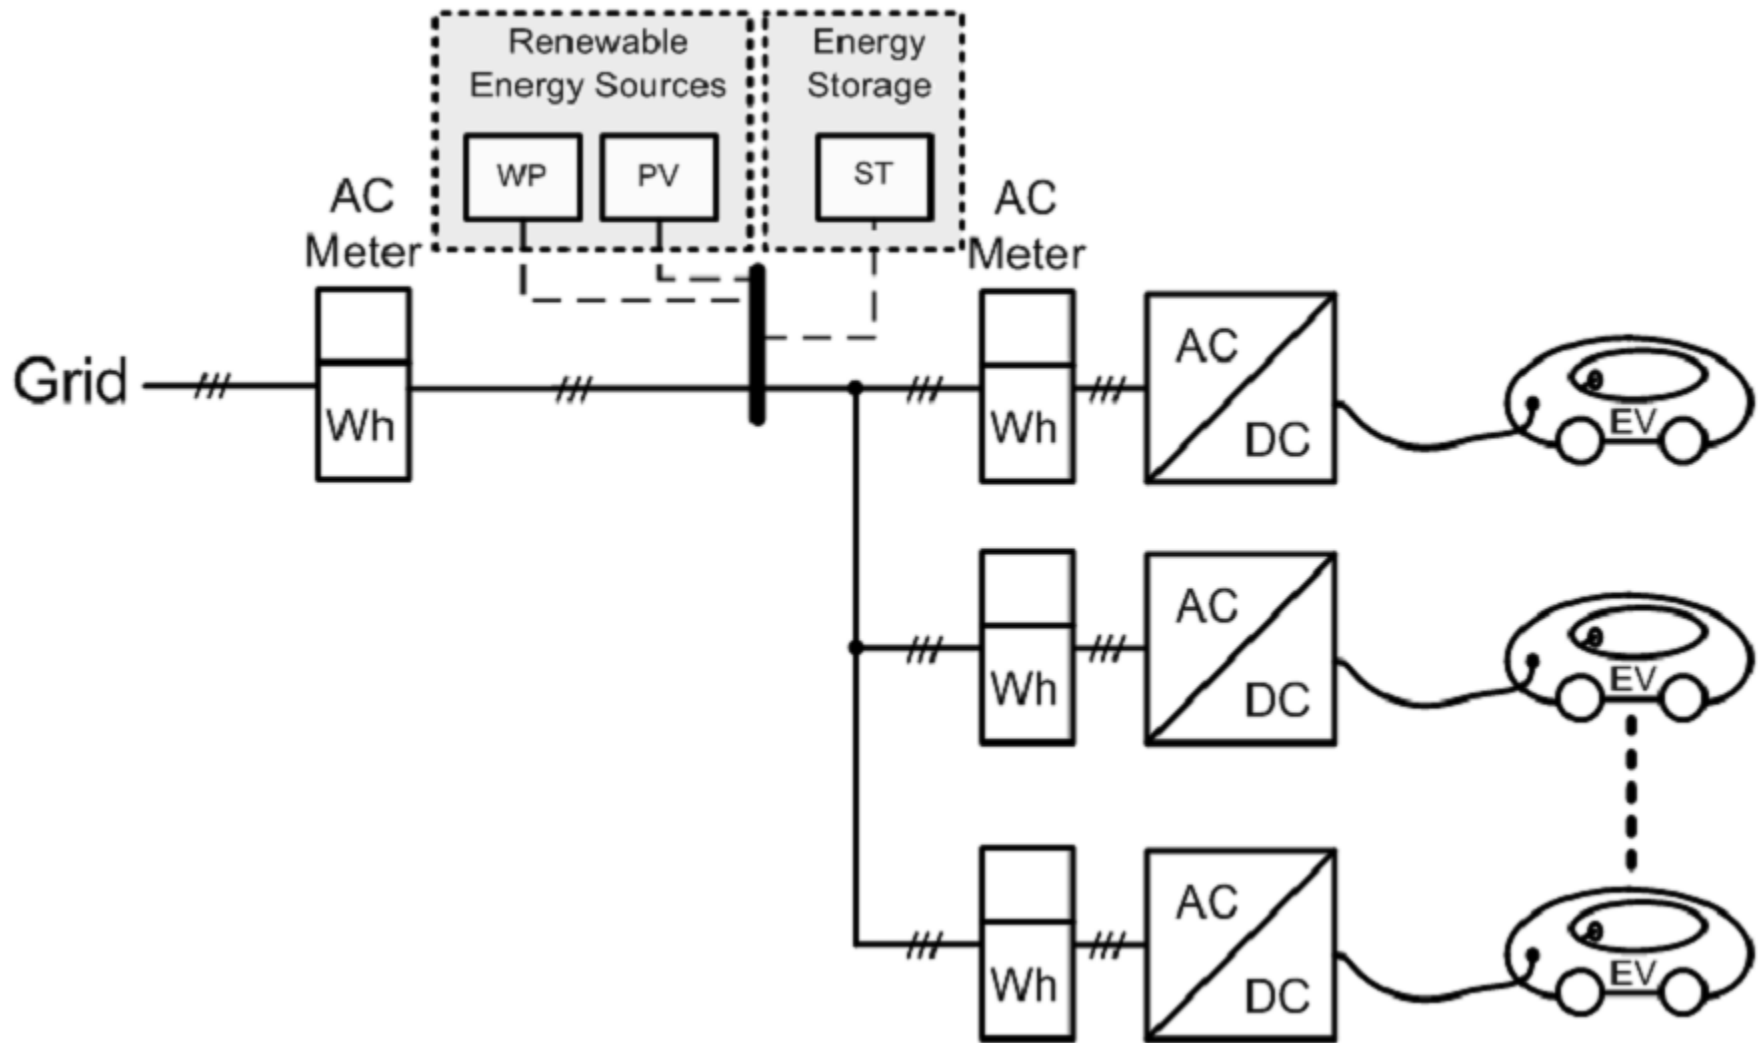 Renewable
Energy Sources
Energy
Storage
WP
PV
ST
AC
Meter
AC
Meter
Grid
Wh
Wh
AC
DC
EV
Wh
AC
DC
EV
Wh
AC
DC
EV